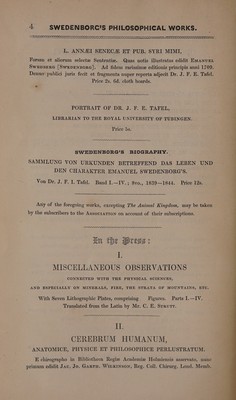 4 SWEDENBORG'S PHILOSOPHICAL WORKS.
L. ANNÆI SENECÆ ET PUB. SYRI MIMI,
Forsan et aliorum selectæ Sententiæ. Quas notis illustratas edidit EMANUEL
SWEDBERG (SWEDENBORG). Ad fidem rarissimæ editionis principis anni 1709.
Denuo publici juris fecit et fragmenta nuper reperta adjecit Dr. J. F. E. Tafel.
Price 2s. 6d. cloth boards.
PORTRAIT OF DR. J. F. E. TAFEL,
LIBRARIAN TO THE ROYAL UNIVERSITY OF TUBINGEN.
Price 5s.
SWEDENBORG'S BIOGRAPHY.
SAMMLUNG VON URKUNDEN BETREFFEND DAS LEBEN UND
DEN CHARAKTER EMANUEL SWEDENBORG'S.
Von Dr. J. F. I. Tafel. Band I.—IV.; 8vo., 1839—1844. Price 12s.
Any of the foregoing works, excepting The Animal Kingdom, may be taken
by the subscribers to the ASSOCIATION on account of their subscriptions.
In the Press:
I.
MISCELLANEOUS OBSERVATIONS
CONNECTED WITH THE PHYSICAL SCIENCES,
AND ESPECIALLY ON MINERALS, FIRE, THE STRATA OF MOUNTAINS, ETC.
With Seven Lithographic Plates, comprising Figures. Parts I.—IV.
Translated from the Latin by Mr. C. E. STRUTT.
II.
CEREBRUM HUMANUM,
ANATOMICE, PHYSICE ET PHILOSOPHICE PERLUSTRATUM.
E chirographo in Bibliotheca Regiæ Academiæ Holmiensis asservato, nunc
primum edidit JAC. JO. GARTH. WILKINSON, Reg. Coll. Chirurg. Lond. Memb.